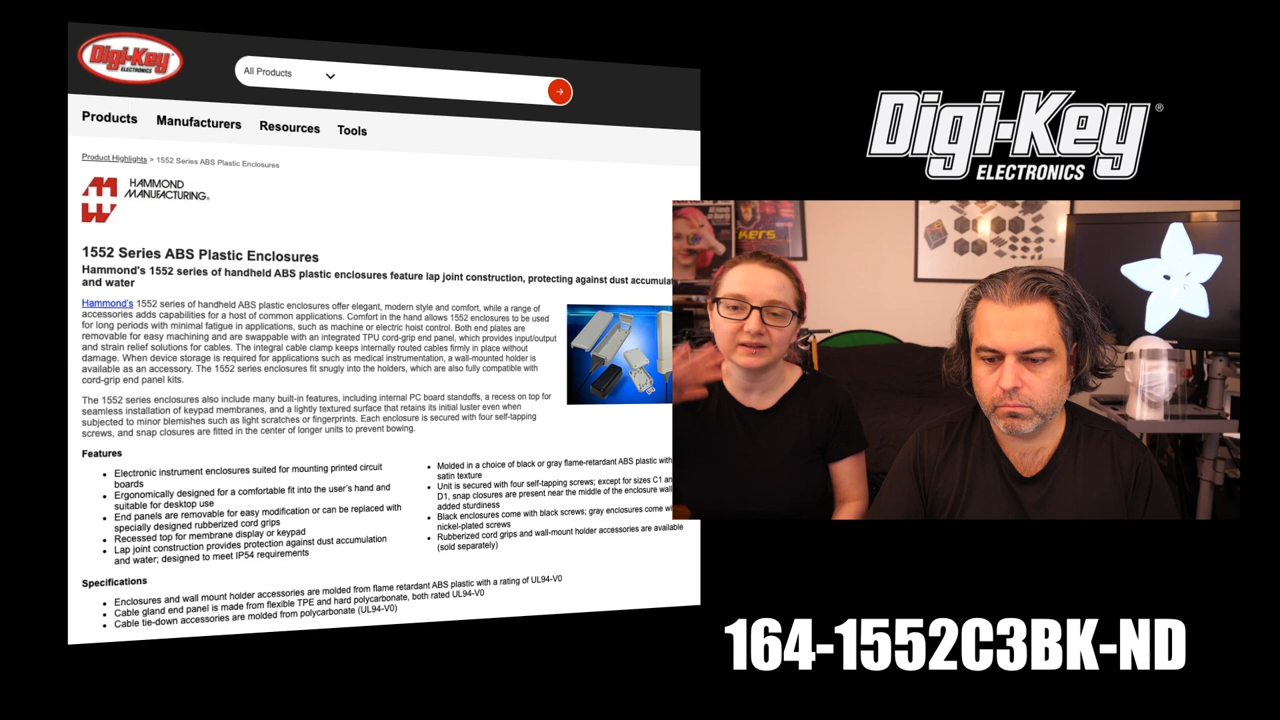 Digi-Key
ELECTRONICS
All Products
Products Manufacturers Resources Tools
Product Highlights > 1552 Series ABS Plastic Enclosures
HAMMOND
MANUFACTURING®
1552 Series ABS Plastic Enclosures
Hammond's 1552 series of handheld ABS plastic enclosures feature lap joint construction, protecting against dust
and water
Hammond's 1552 series of handheld ABS plastic enclosures offer elegant, modern style and comfort, while a range of
accessories adds capabilities for a host of common applications. Comfort in the hand allows 1552 enclosures to be used
for long periods with minimal fatigue in applications, such as machine or electric hoist control. Both end plates are
removable for easy machining and are swappable with an integrated TPU cord-grip end panel, which provides input/output
and strain relief solutions for cables. The integral cable clamp keeps internally routed cables firmly in place without
damage. When device storage is required for applications such as medical instrumentation, a wall-mounted holder is
available as an accessory. The 1552 series enclosures fit snugly into the holders, which are also fully compatible with
cord-grip end panel kits.
The 1552 series enclosures also include many built-in features, including internal PC board standoffs, a recess on top for
seamless installation of keypad membranes, and a lightly textured surface that retains its initial luster even when
subjected to minor blemishes such as light scratches or fingerprints. Each enclosure is secured with four self-tapping
screws, and snap closures are fitted in the center of longer units to prevent bowing.
Features
• Electronic instrument enclosures suited for mounting printed circuit
boards
• Ergonomically designed for a comfortable fit into the user's hand and
suitable for desktop use
• End panels are removable for easy modification or can be replaced with
specially designed rubberized cord grips
• Recessed top for membrane display or keypad
• Lap joint construction provides protection against dust accumulation
and water; designed to meet IP54 requirements
• Molded in a choice of black or gray flame-retardant ABS plastic with
satin texture
• Unit is secured with four self-tapping screws; except for sizes C1 an
D1, snap closures are present near the middle of the enclosure wall
added sturdiness
• Black enclosures come with black screws; gray enclosures come wi
nickel-plated screws
• Rubberized cord grips and wall-mount holder accessories are available
(sold separately)
Specifications
• Enclosures and wall mount holder accessories are molded from flame retardant ABS plastic with a rating of UL94-V0
• Cable gland end panel is made from flexible TPE and hard polycarbonate, both rated UL94-V0
• Cable tie-down accessories are molded from polycarbonate (UL94-V0)
Digi-Key®
ELECTRONICS
164-1552C3BK-ND